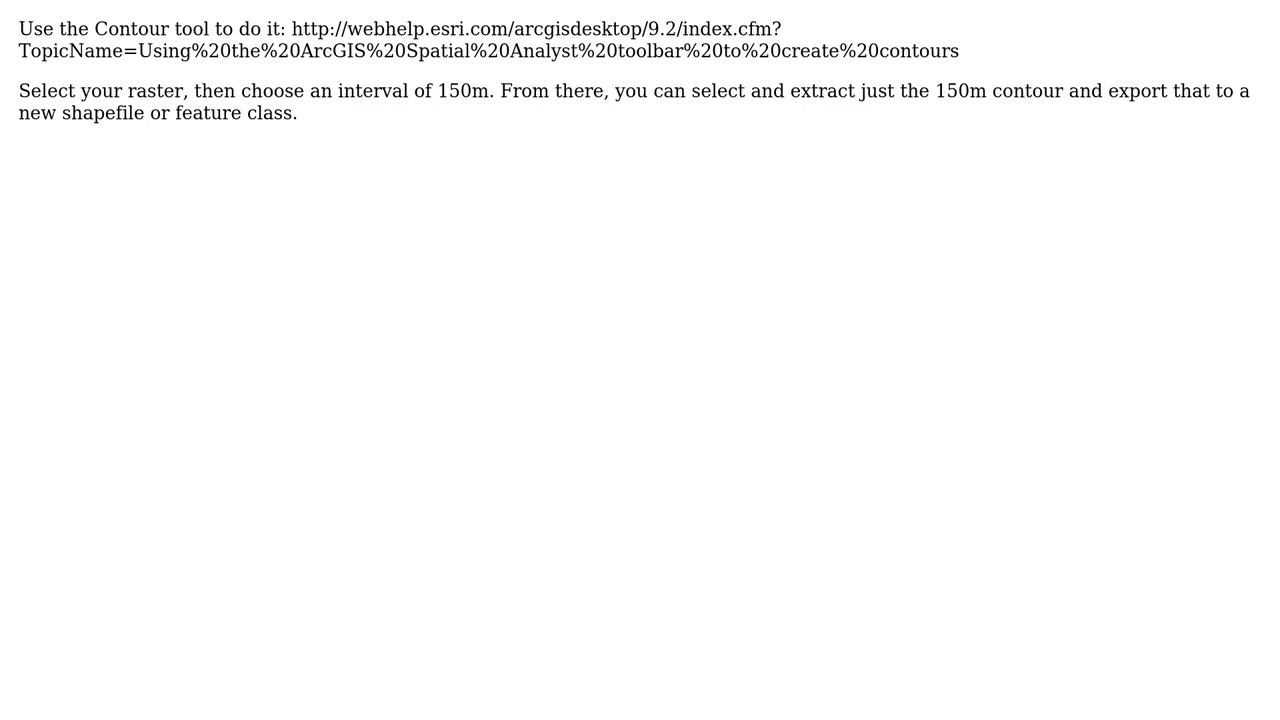 Use the Contour tool to do it: http://webhelp.esri.com/arcgisdesktop/9.2/index.cfm?
TopicName=Using%20the%20ArcGIS%20Spatial%20Analyst%20toolbar%20to%20create%20contours
Select your raster, then choose an interval of 150m. From there, you can select and extract just the 150m contour and export that to a
new shapefile or feature class.